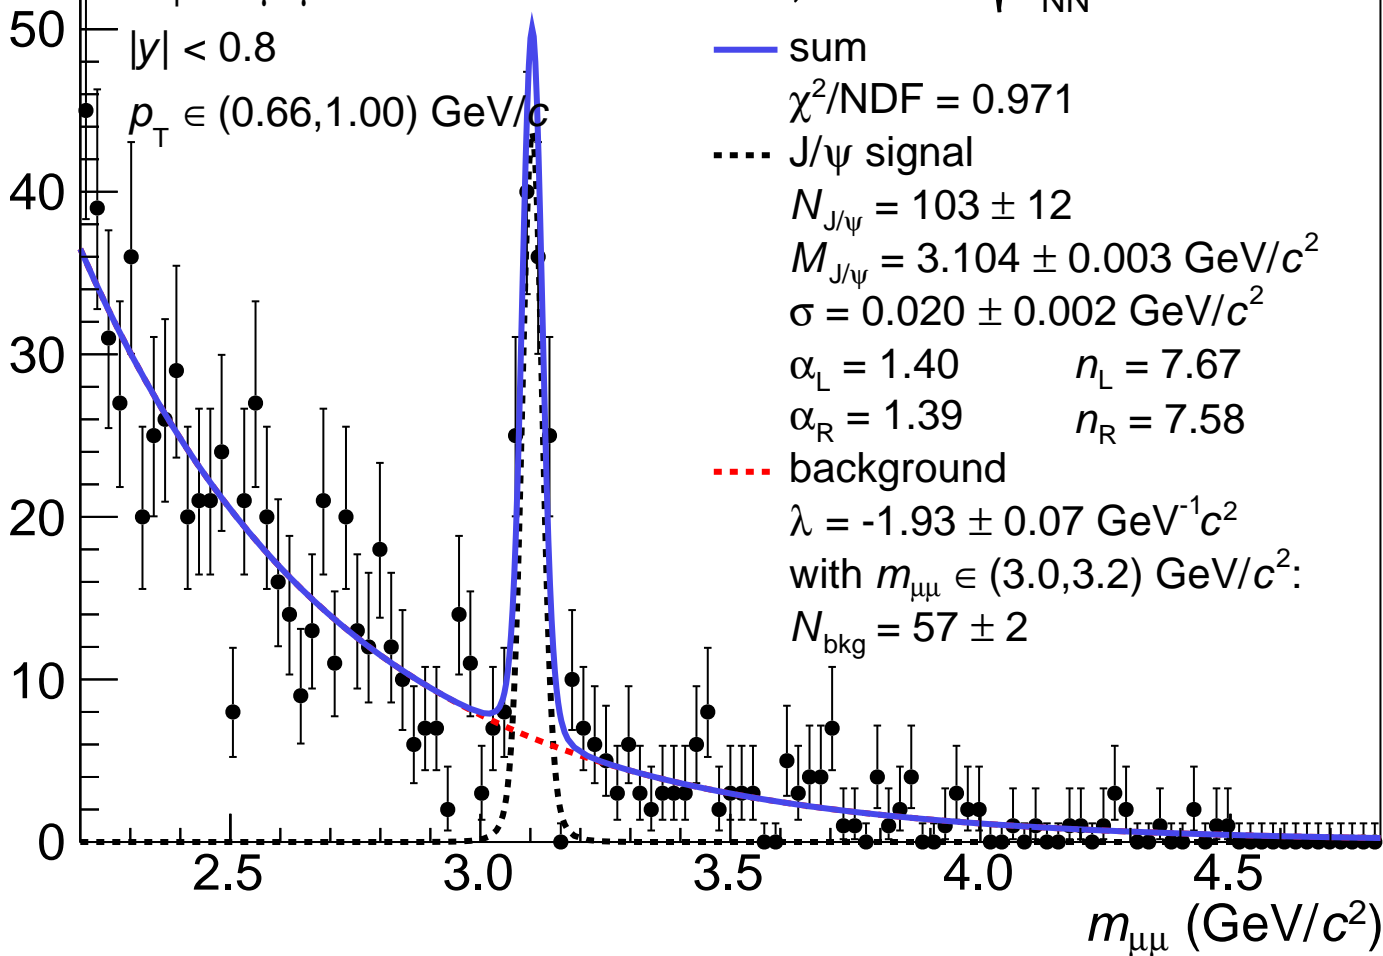 NN
|y| < 0.8
p_T ∈ (0.66,1.00) GeV/c
sum
χ²/NDF = 0.971
J/ψ signal
N_J/ψ = 103 ± 12
M_J/ψ = 3.104 ± 0.003 GeV/c²
σ = 0.020 ± 0.002 GeV/c²
α_L = 1.40 n_L = 7.67
α_R = 1.39 n_R = 7.58
background
λ = -1.93 ± 0.07 GeV⁻¹c²
with m_μμ ∈ (3.0,3.2) GeV/c²:
N_bkg = 57 ± 2
50
40
30
20
10
0
2.5 3.0 3.5 4.0 4.5
m_μμ (GeV/c²)